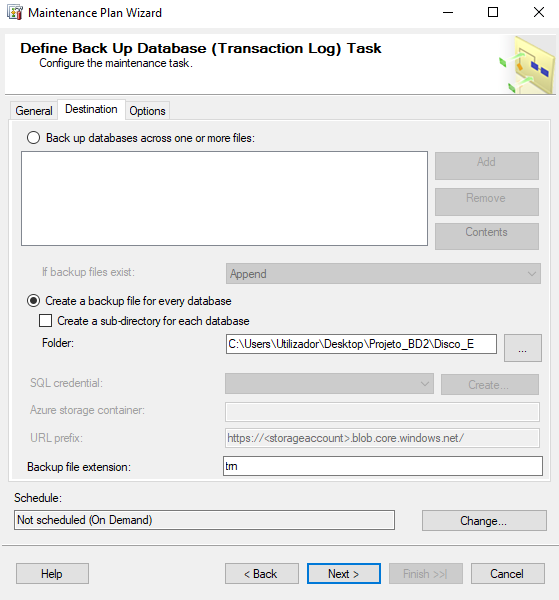 Maintenance Plan Wizard
Define Back Up Database (Transaction Log) Task
Configure the maintenance task.
General Destination Options
Back up databases across one or more files:
Add
Remove
Contents
If backup files exist: Append
Create a backup file for every database
Create a sub-directory for each database
Folder: C:\Users\Utilizador\Desktop\Projeto_BD2\Disco_E ...
SQL credential: Create...
Azure storage container:
URL prefix: https://<storageaccount>.blob.core.windows.net/
Backup file extension: trn
Schedule:
Not scheduled (On Demand) Change...
Help < Back Next > Finish >>| Cancel